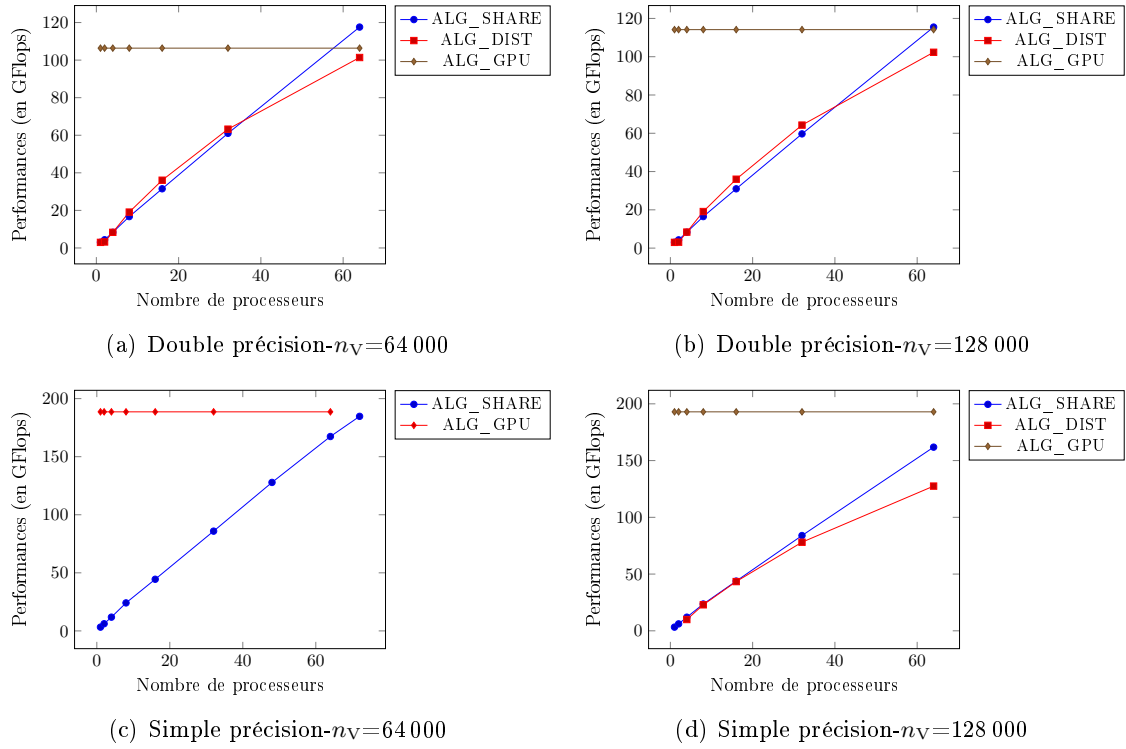 120
100
80
60
40
20
0
Performances (en GFlops)
0
20
40
60
Nombre de processeurs
ALG_SHARE
ALG_DIST
ALG_GPU
(a) Double précision-nV=64 000
120
100
80
60
40
20
0
Performances (en GFlops)
0
20
40
60
Nombre de processeurs
ALG_SHARE
ALG_DIST
ALG_GPU
(b) Double précision-nV=128 000
200
150
100
50
0
Performances (en GFlops)
0
20
40
60
Nombre de processeurs
ALG_SHARE
ALG_GPU
(c) Simple précision-nV=64 000
200
150
100
50
0
Performances (en GFlops)
0
20
40
60
Nombre de processeurs
ALG_SHARE
ALG_DIST
ALG_GPU
(d) Simple précision-nV=128 000